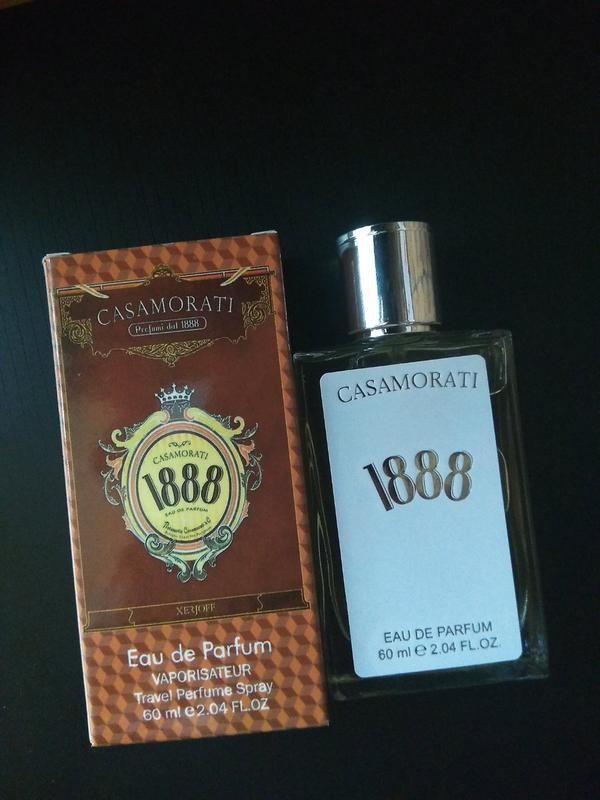 CASAMORATI
Profumi dal 1888
CASAMORATI
1888
EAU DE PARFUM
XERJOFF
Eau de Parfum
VAPORISATEUR
Travel Perfume Spray
60 ml e 2.04 FL.OZ
CASAMORATI
1888
EAU DE PARFUM
60 ml e 2.04 FL.OZ.